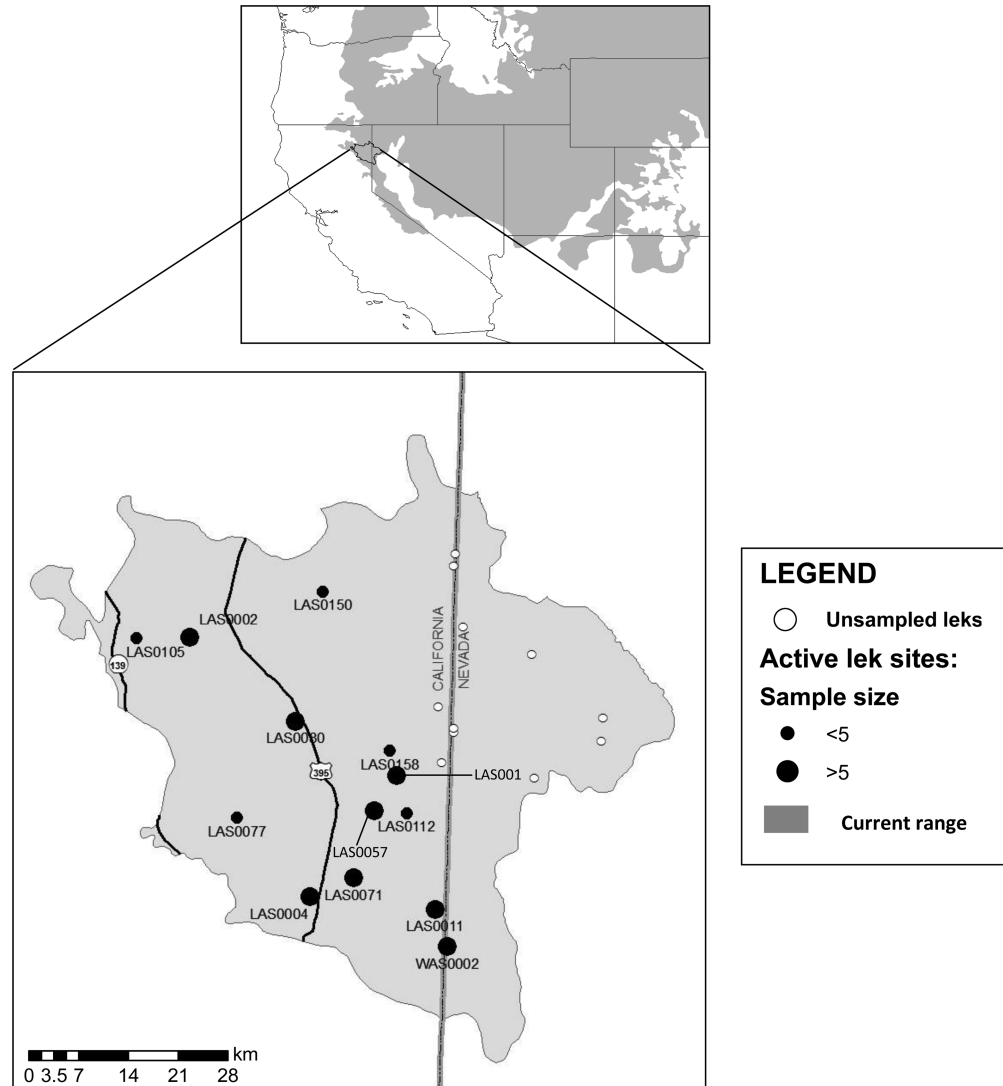 LAS0150
LAS0002
LAS0105
139
CALIFORNIA
NEVADA
LAS0080
LAS0158
LAS001
395
LAS0077
LAS0112
LAS0057
LAS0071
LAS0004
LAS0011
WAS0002
km
0 3.5 7 14 21 28
LEGEND
Unsampled leks
Active lek sites:
Sample size
<5
>5
Current range